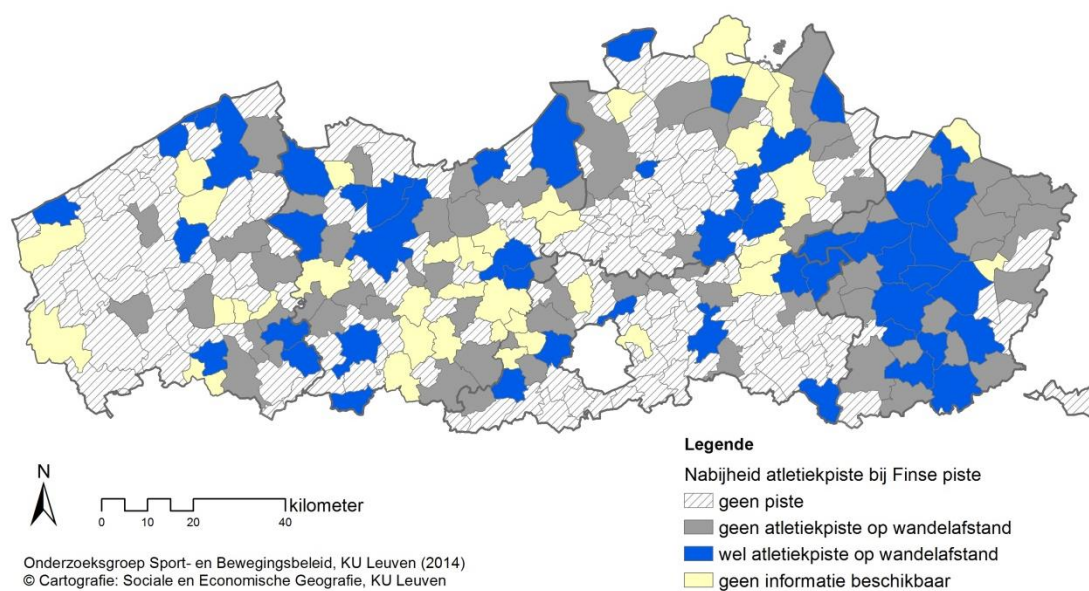 Legende
Nabijheid atletiekpiste bij Finse piste
geen piste
geen atletiekpiste op wandelafstand
wel atletiekpiste op wandelafstand
geen informatie beschikbaar
N
kilometer
0 10 20 40
Onderzoeksgroep Sport- en Bewegingsbeleid, KU Leuven (2014)
© Cartografie: Sociale en Economische Geografie, KU Leuven